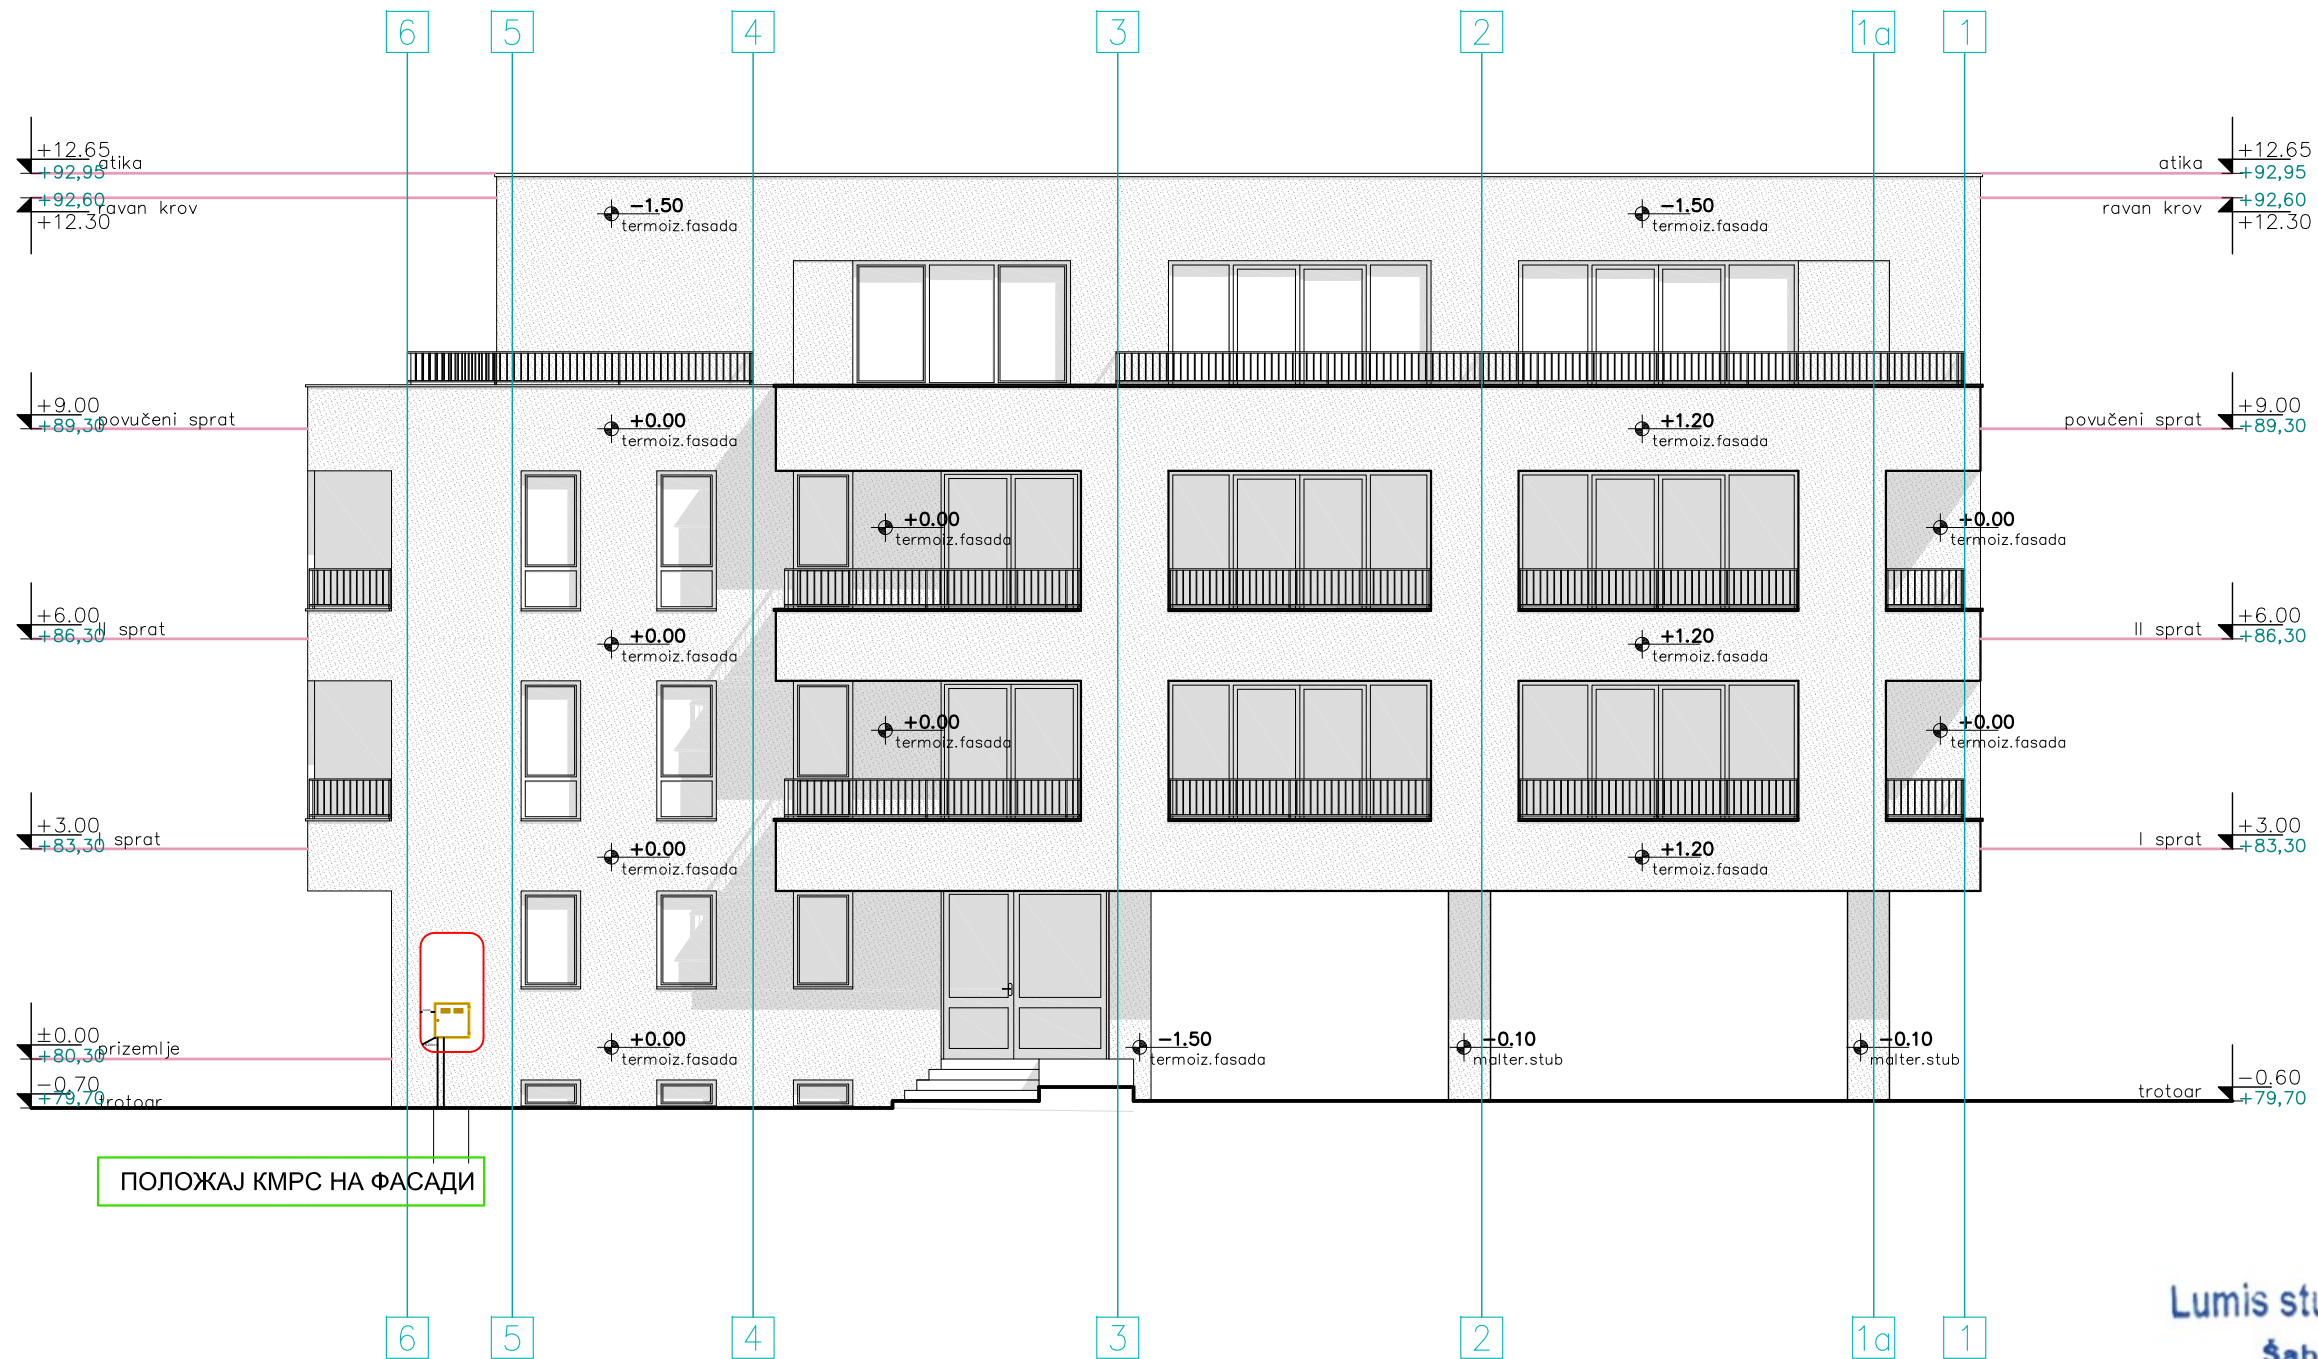 6 5 4 3 2 1a 1
+12.65
atika
+92,95
+92,60
ravan krov
+12.30
atika
+12.65
+92,95
+92,60
ravan krov
+12.30
-1.50
termoiz.fasada
-1.50
termoiz.fasada
+9.00
povučeni sprat
+89,30
+0.00
termoiz.fasada
+1.20
termoiz.fasada
+9.00
povučeni sprat
+89,30
+0.00
termoiz.fasada
+0.00
termoiz.fasada
+6.00
II sprat
+86,30
+0.00
termoiz.fasada
+1.20
termoiz.fasada
+6.00
II sprat
+86,30
+0.00
termoiz.fasada
+0.00
termoiz.fasada
+3.00
I sprat
+83,30
+0.00
termoiz.fasada
+1.20
termoiz.fasada
+3.00
I sprat
+83,30
±0.00
prizemlje
+80,30
+0.00
termoiz.fasada
-1.50
termoiz.fasada
-0.10
malter.stub
-0.10
malter.stub
-0.70
+79,70
trotoar
-0.60
trotoar
+79,70
ПОЛОЖАЈ КМРС НА ФАСАДИ
Lumis
6 5 4 3 2 1a 1